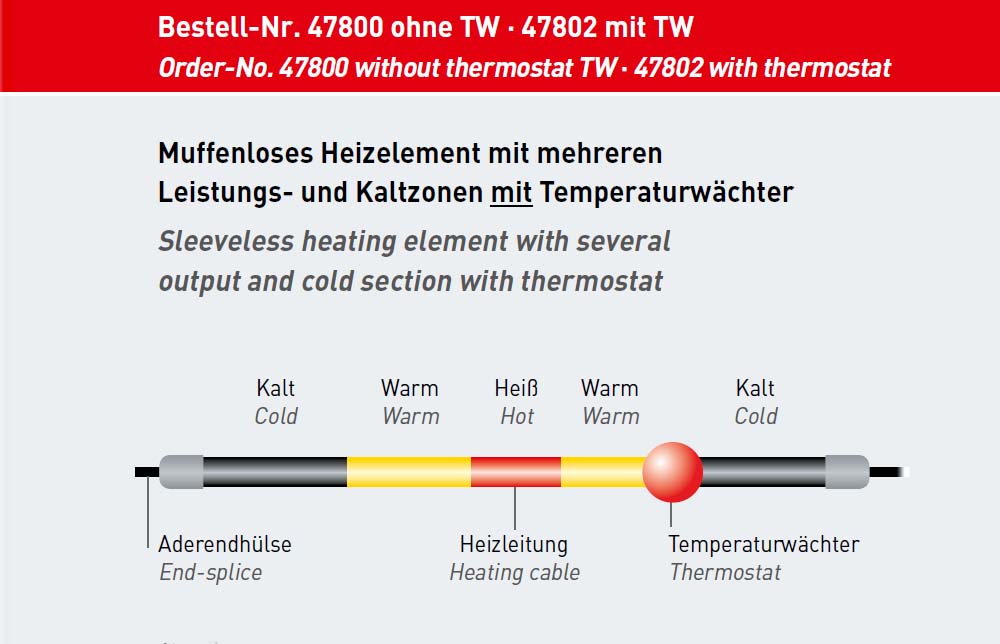 Bestell-Nr. 47800 ohne TW · 47802 mit TW
Order-No. 47800 without thermostat TW · 47802 with thermostat
Muffenloses Heizelement mit mehreren
Leistungs- und Kaltzonen mit Temperaturwächter
Sleeveless heating element with several
output and cold section with thermostat
Kalt Warm Heiß Warm Kalt
Cold Warm Hot Warm Cold
Aderendhülse Heizleitung Temperaturwächter
End-splice Heating cable Thermostat